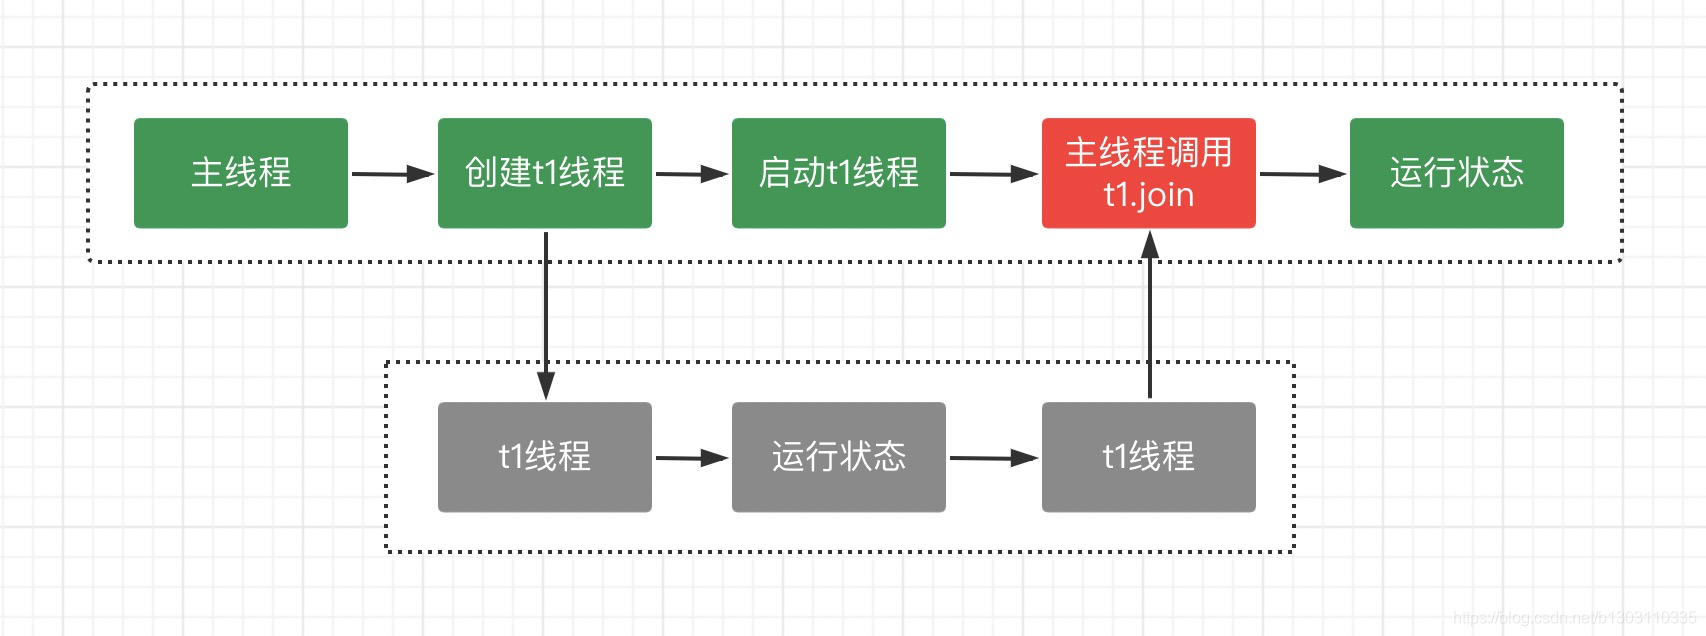 主线程
创建t1线程
启动t1线程
主线程调用
t1.join
运行状态
t1线程
运行状态
t1线程
https://blog.csdn.net/b1303110335